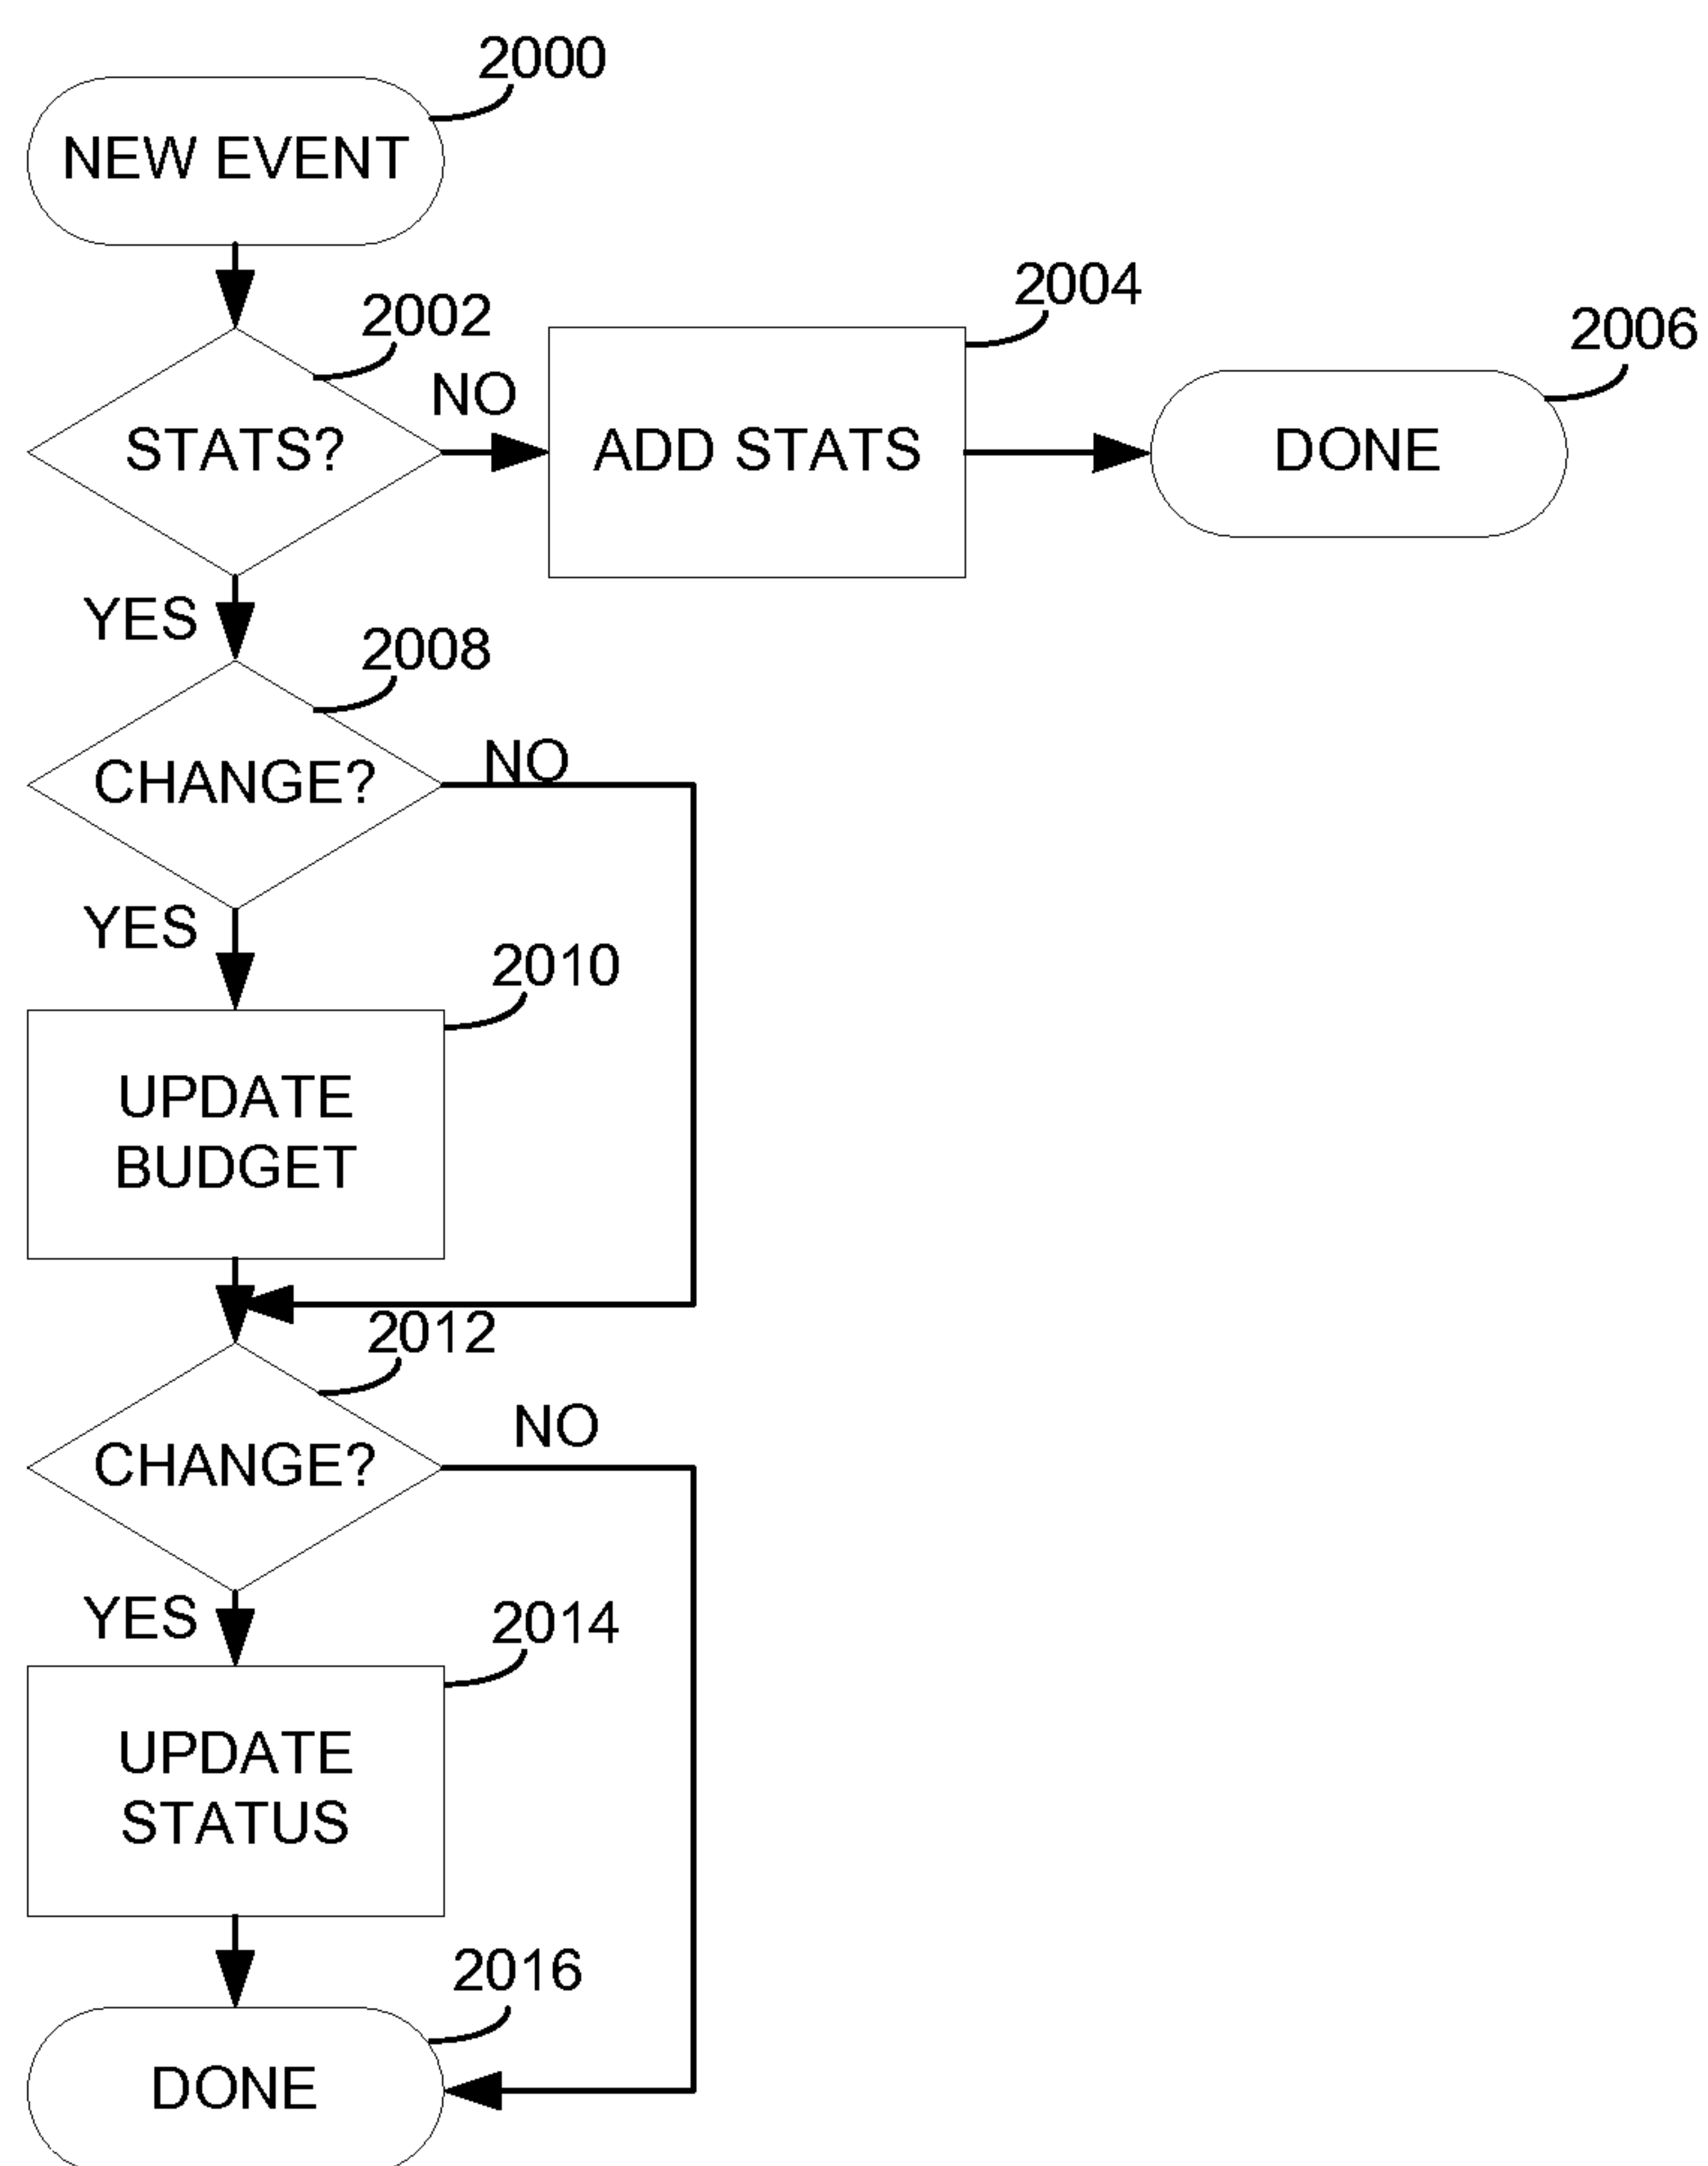 2000
NEW EVENT
2002
STATS?
NO
2004
ADD STATS
2006
DONE
YES
2008
CHANGE?
NO
YES
2010
UPDATE
BUDGET
2012
CHANGE?
NO
YES
2014
UPDATE
STATUS
2016
DONE